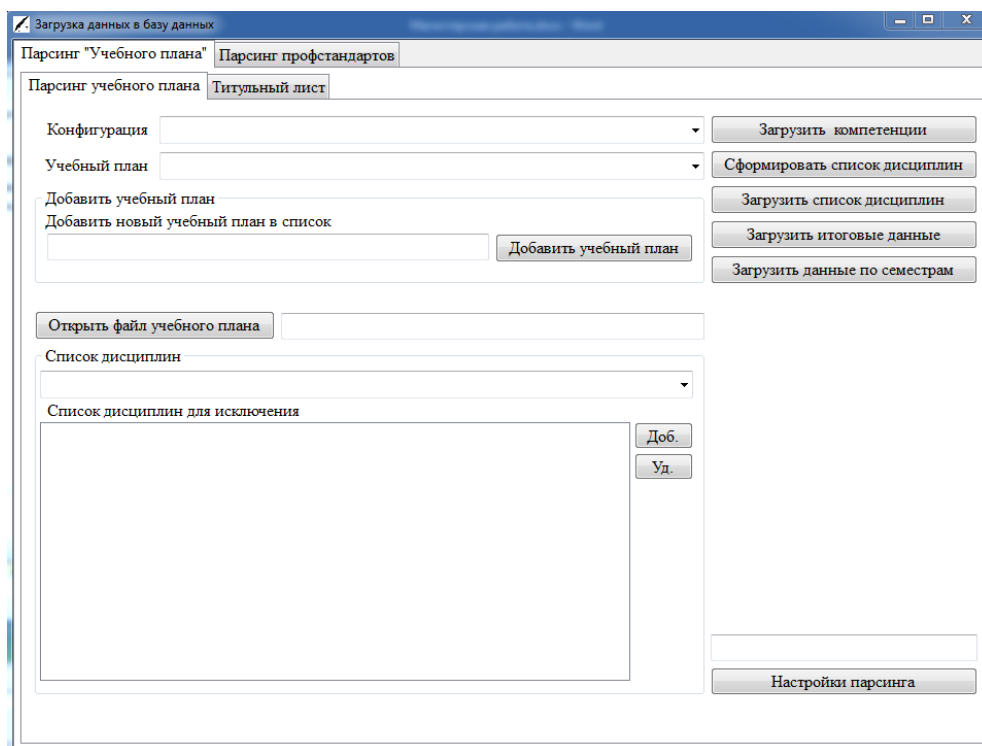 Загрузка данных в базу данных
Парсинг "Учебного плана" Парсинг профстандартов
Парсинг учебного плана Титульный лист
Конфигурация
Загрузить компетенции
Учебный план
Сформировать список дисциплин
Добавить учебный план
Загрузить список дисциплин
Добавить новый учебный план в список
Добавить учебный план
Загрузить итоговые данные
Загрузить данные по семестрам
Открыть файл учебного плана
Список дисциплин
Список дисциплин для исключения
Доб.
Уд.
Настройки парсинга